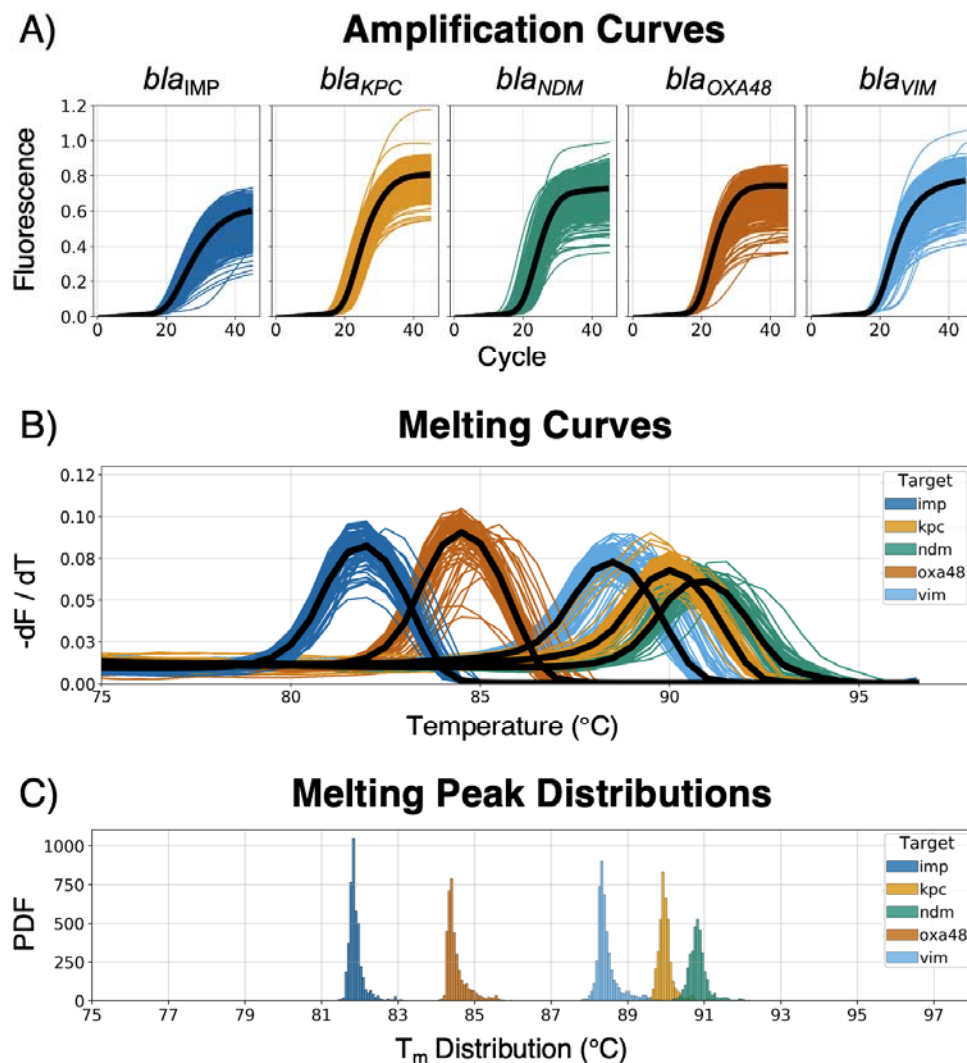 A) Amplification Curves
blaIMP blaKPC blaNDM blaOXA48 blaVIM
1.2
1.0
0.8
0.6
0.4
0.2
0.0
Fluorescence
0 20 40 0 20 40 0 20 40 0 20 40 0 20 40
Cycle
B) Melting Curves
0.12
0.10
0.08
0.05
0.03
0.00
-dF / dT
Target
imp
kpc
ndm
oxa48
vim
75 80 85 90 95
Temperature (°C)
C) Melting Peak Distributions
1000
750
500
250
0
PDF
Target
imp
kpc
ndm
oxa48
vim
75 77 79 81 83 85 87 89 91 93 95 97
Tm Distribution (°C)